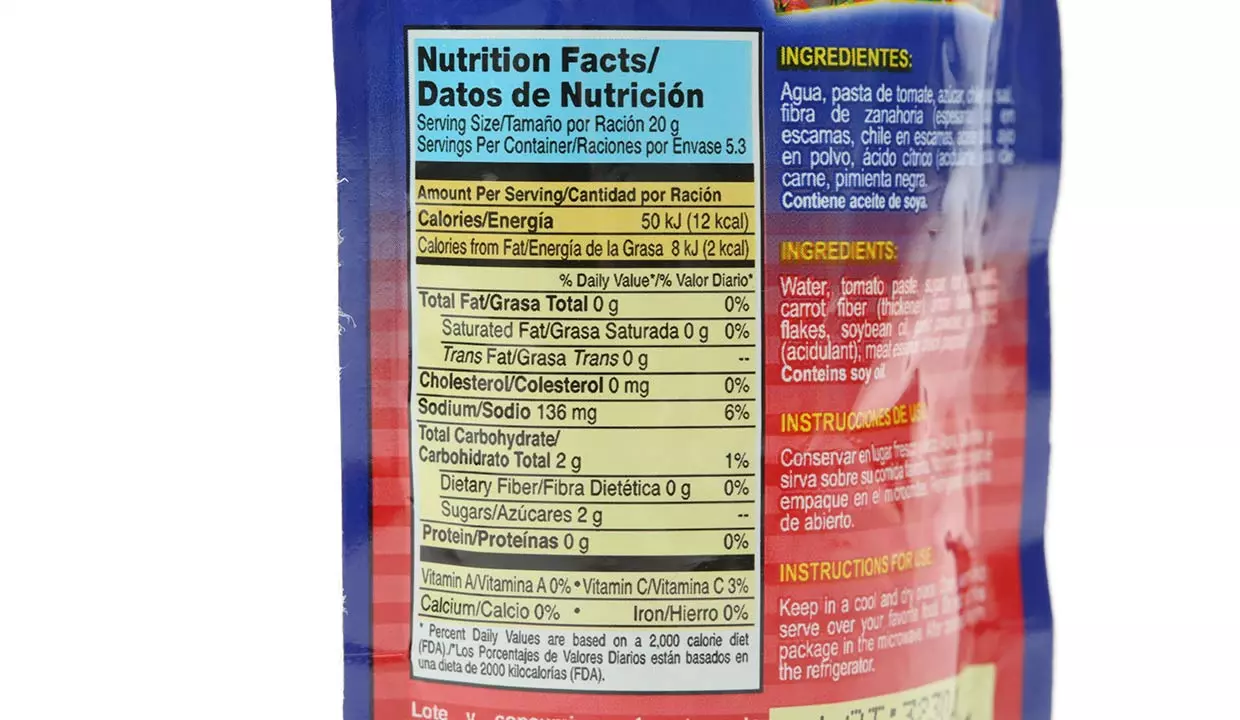 Nutrition Facts/
Datos de Nutrición
Serving Size/Tamaño por Ración 20 g
Servings Per Container/Raciones por Envase 5.3
Amount Per Serving/Cantidad por Ración
Calories/Energía 50 kJ (12 kcal)
Calories from Fat/Energía de la Grasa 8 kJ (2 kcal)
% Daily Value*/% Valor Diario*
Total Fat/Grasa Total 0 g 0%
Saturated Fat/Grasa Saturada 0 g 0%
Trans Fat/Grasa Trans 0 g --
Cholesterol/Colesterol 0 mg 0%
Sodium/Sodio 136 mg 6%
Total Carbohydrate/
Carbohidrato Total 2 g 1%
Dietary Fiber/Fibra Dietética 0 g 0%
Sugars/Azúcares 2 g --
Protein/Proteínas 0 g 0%
Vitamin A/Vitamina A 0% • Vitamin C/Vitamina C 3%
Calcium/Calcio 0% • Iron/Hierro 0%
* Percent Daily Values are based on a 2,000 calorie diet
(FDA)./*Los Porcentajes de Valores Diarios están basados en
una dieta de 2000 kilocalorías (FDA).
Lote y
INGREDIENTES:
Agua, pasta de tomate, azúcar, sal,
fibra de zanahoria en
escamas, chile en escamas, ajo
en polvo, ácido cítrico de
carne, pimienta negra.
Contiene aceite de soya.
INGREDIENTS:
Water, tomato paste, sugar
carrot fiber (thickener)
flakes, soybean oil,
(acidulant), meat
Contains soy oil.
INSTRUCCIONES DE USO
Conservar en lugar
sirva sobre su comida
empaque en el
de abierto.
INSTRUCTIONS FOR USE
Keep in a cool and dry place.
serve over your favorite food.
package in the microwave. After
the refrigerator.